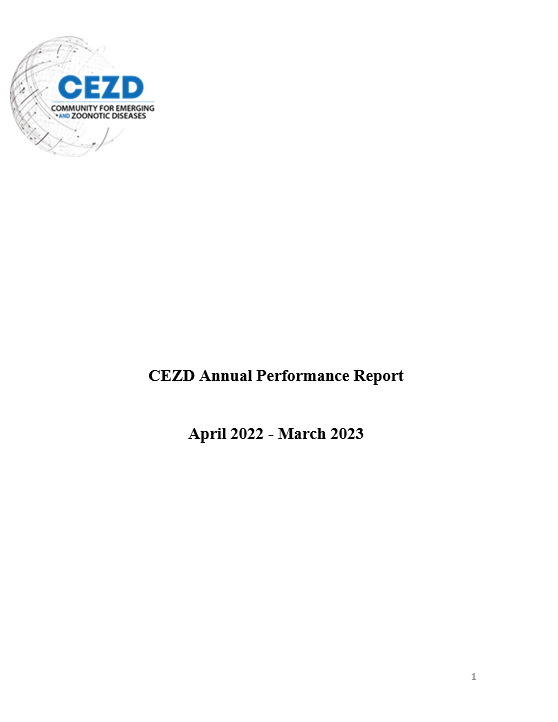 CEZD
COMMUNITY FOR EMERGING
AND ZOONOTIC DISEASES
CEZD Annual Performance Report
April 2022 - March 2023
1